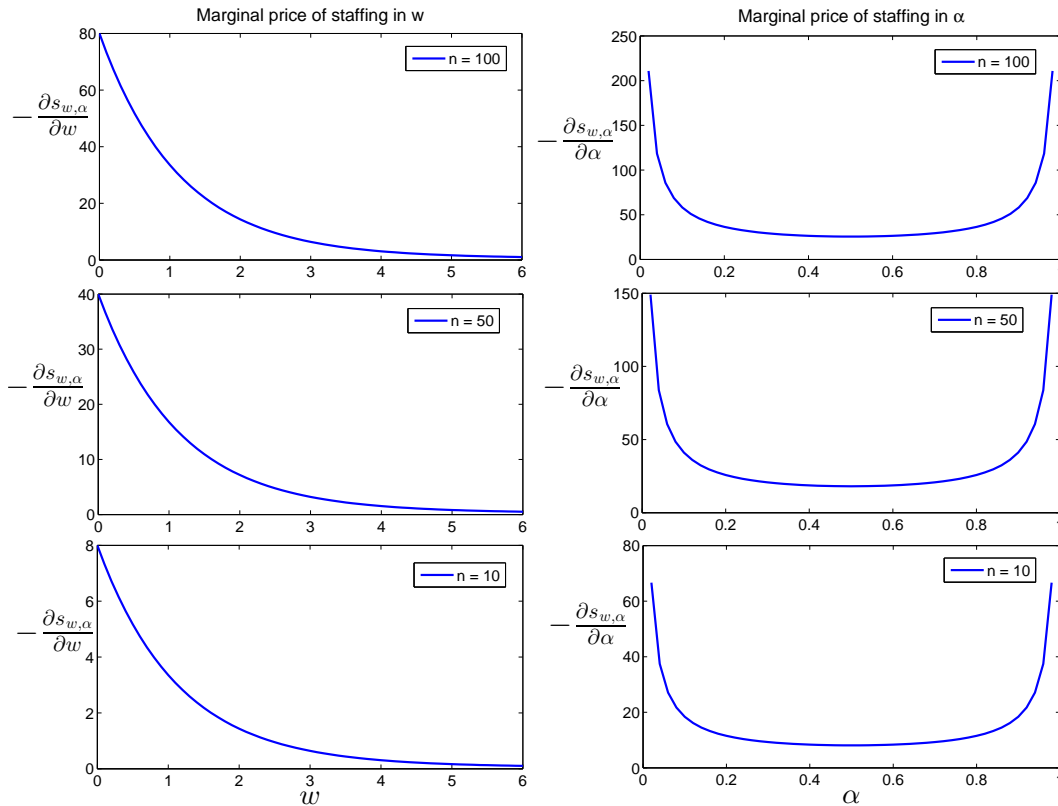 Marginal price of staffing in w
80
60
40
20
0
0 1 2 3 4 5 6
− ∂s_{w,α} / ∂w
n = 100
Marginal price of staffing in α
250
200
150
100
50
0
0 0.2 0.4 0.6 0.8 1
− ∂s_{w,α} / ∂α
n = 100
40
30
20
10
0
0 1 2 3 4 5 6
− ∂s_{w,α} / ∂w
n = 50
150
100
50
0
0 0.2 0.4 0.6 0.8 1
− ∂s_{w,α} / ∂α
n = 50
8
6
4
2
0
0 1 2 3 4 5 6
− ∂s_{w,α} / ∂w
n = 10
w
80
60
40
20
0
0 0.2 0.4 0.6 0.8 1
− ∂s_{w,α} / ∂α
n = 10
α